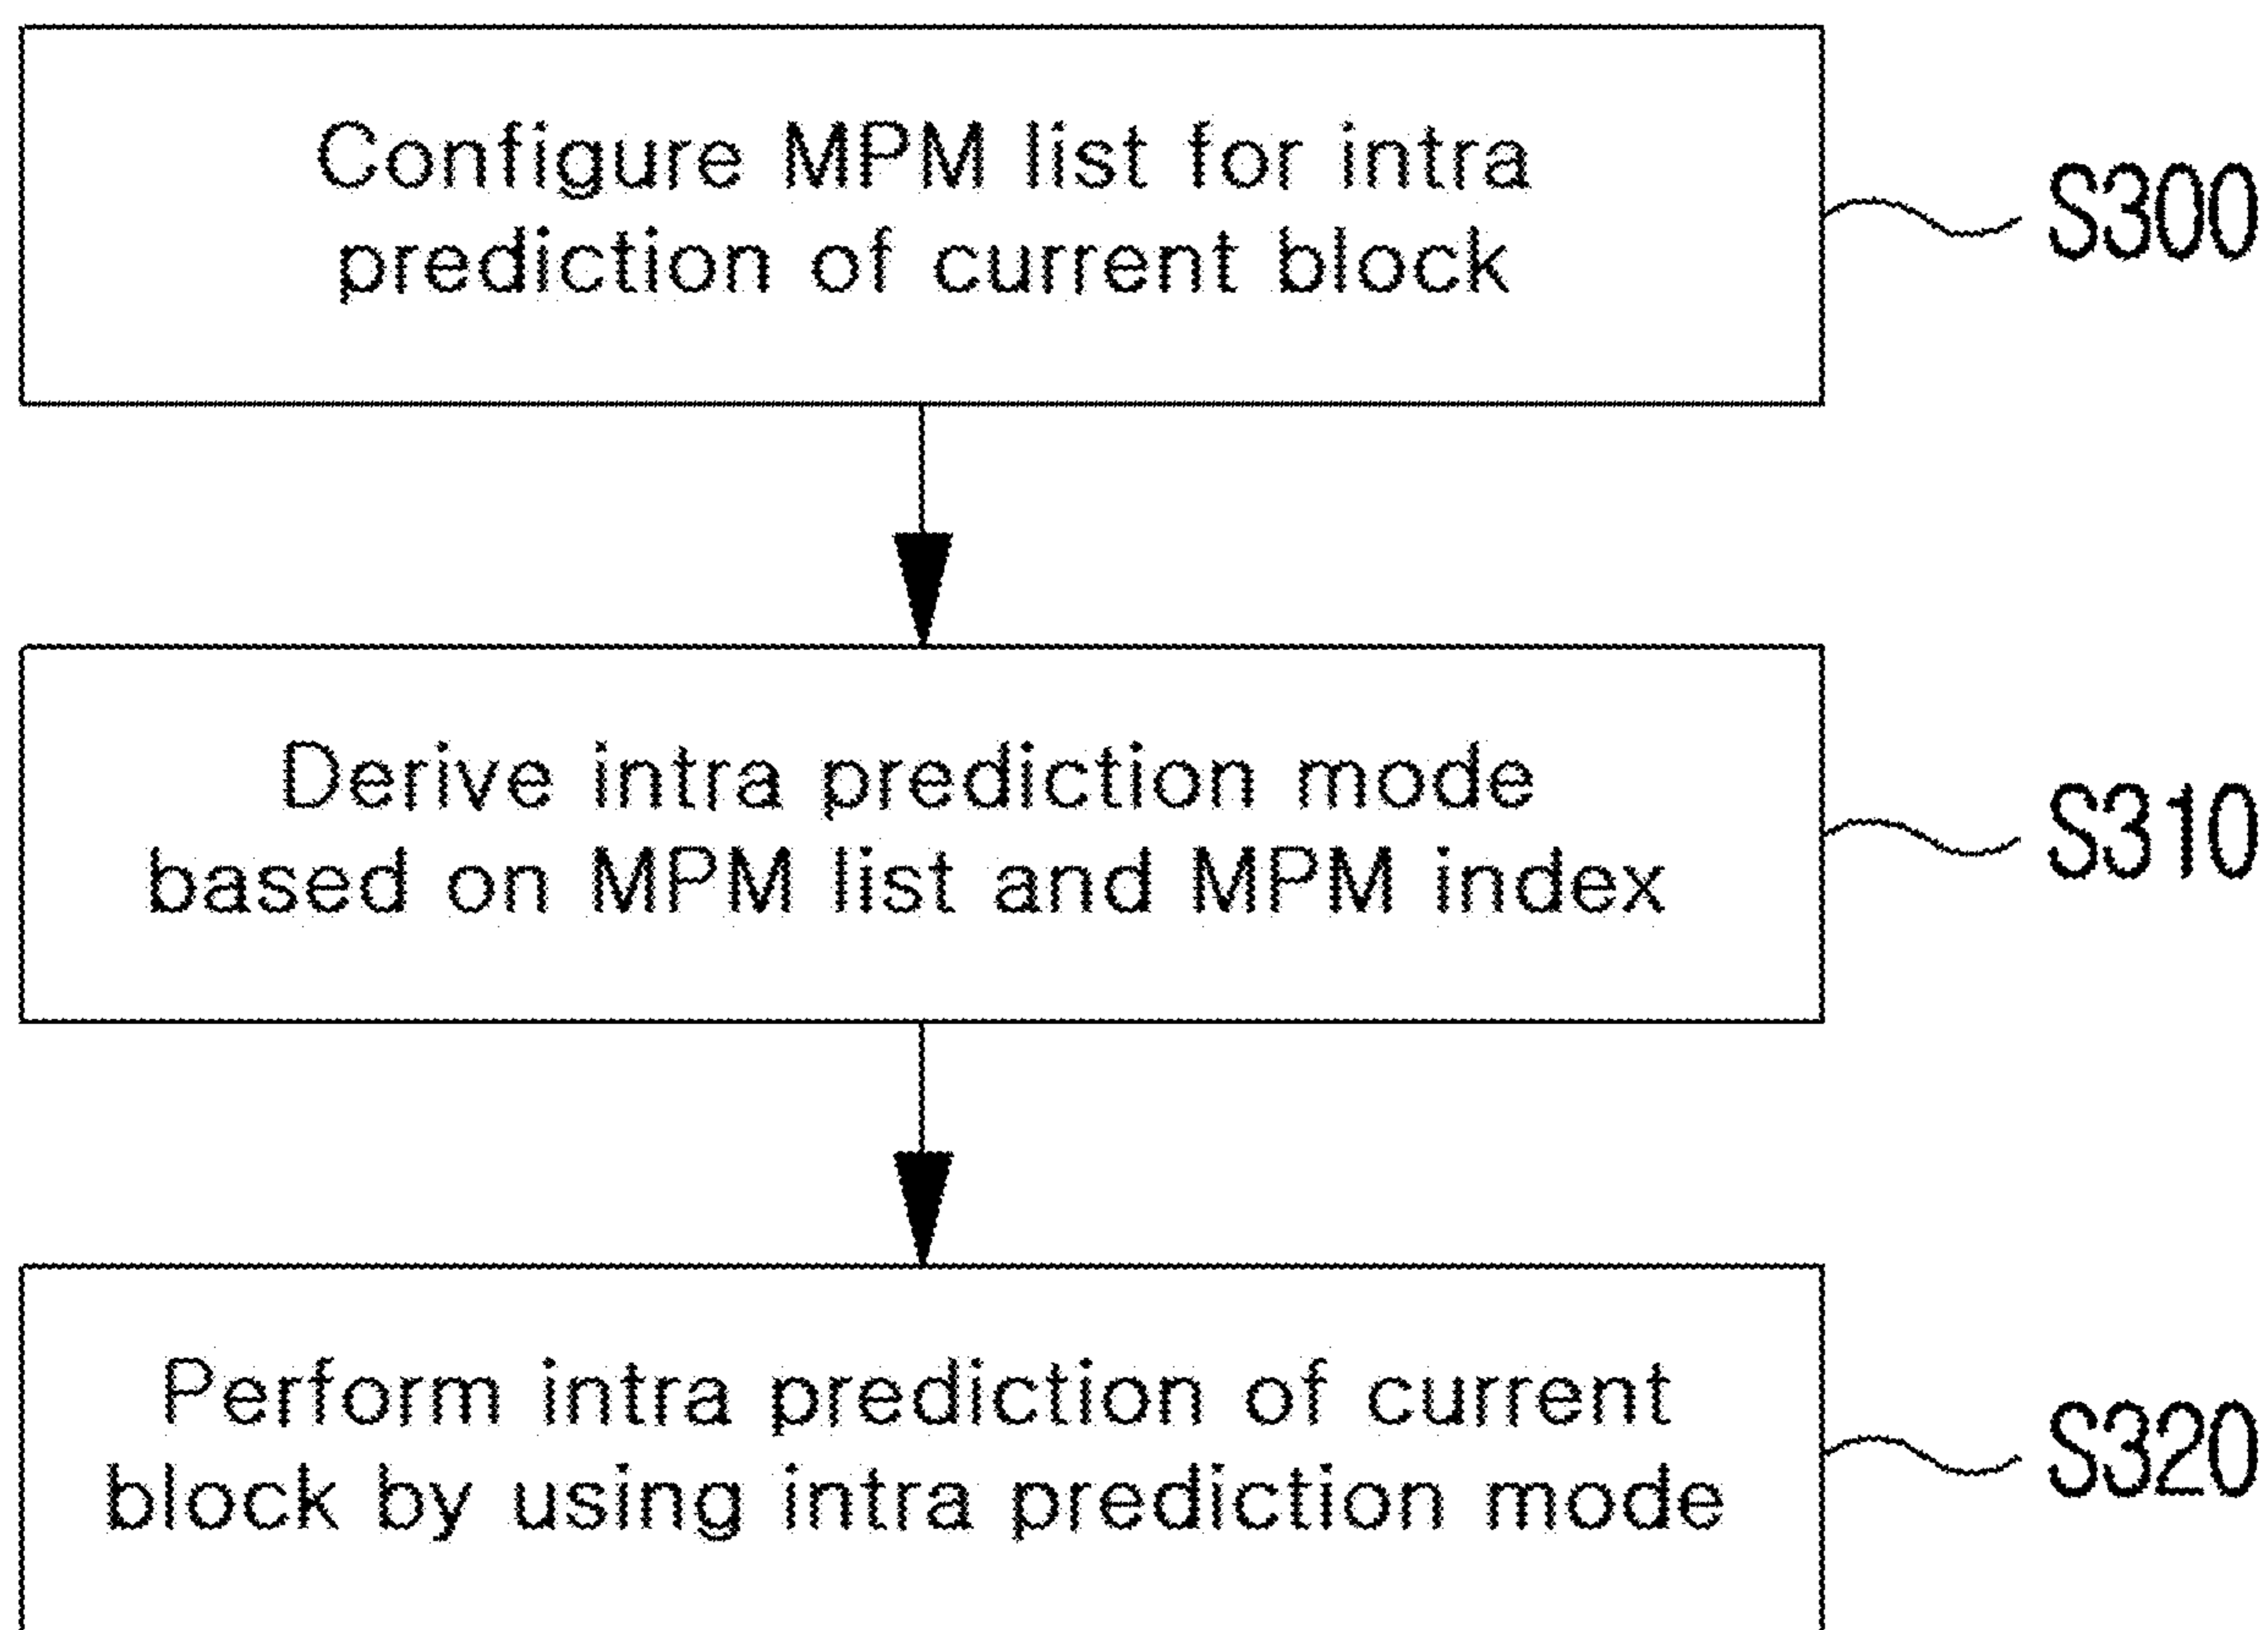 Configure MPM list for intra
prediction of current block
S300
Derive intra prediction mode
based on MPM list and MPM index
S310
Perform intra prediction of current
block by using intra prediction mode
S320